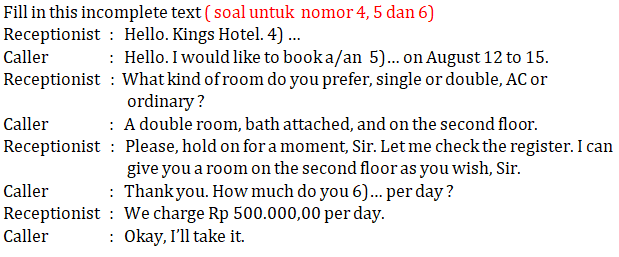 Fill in this incomplete text ( soal untuk nomor 4, 5 dan 6)
Receptionist : Hello. Kings Hotel. 4) ...
Caller : Hello. I would like to book a/an 5)... on August 12 to 15.
Receptionist : What kind of room do you prefer, single or double, AC or
ordinary ?
Caller : A double room, bath attached, and on the second floor.
Receptionist : Please, hold on for a moment, Sir. Let me check the register. I can
give you a room on the second floor as you wish, Sir.
Caller : Thank you. How much do you 6)... per day ?
Receptionist : We charge Rp 500.000,00 per day.
Caller : Okay, I'll take it.